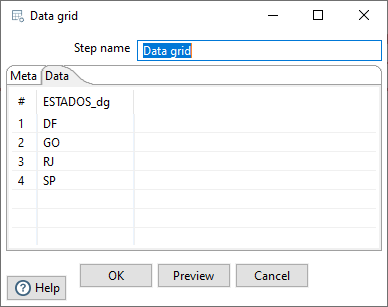 Data grid
Step name Data grid
Meta Data
# ESTADOS_dg
1 DF
2 GO
3 RJ
4 SP
OK Preview Cancel
Help